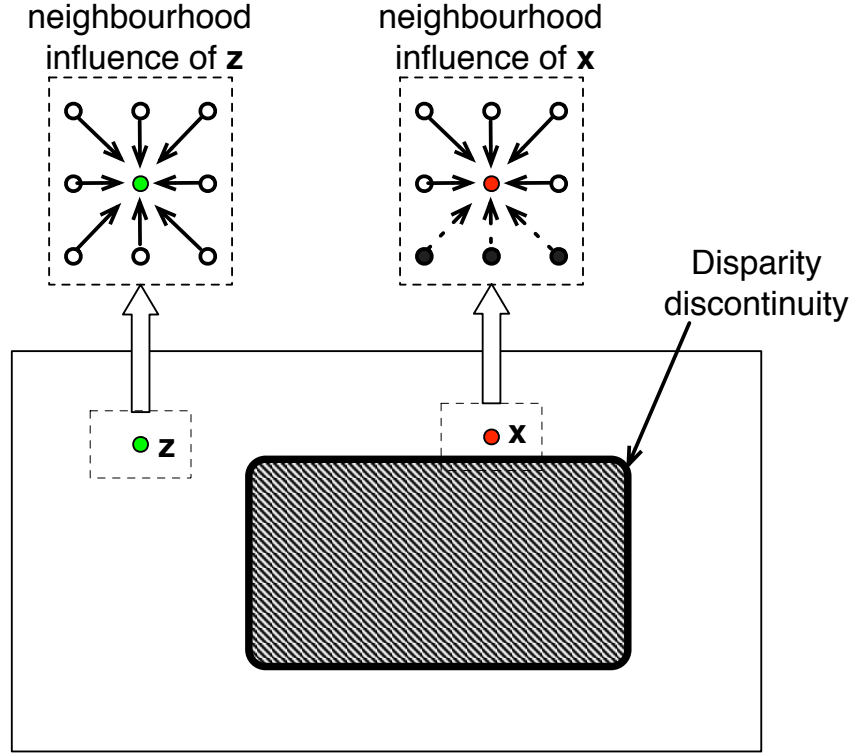 neighbourhood
influence of z
neighbourhood
influence of x
Disparity
discontinuity
z
x